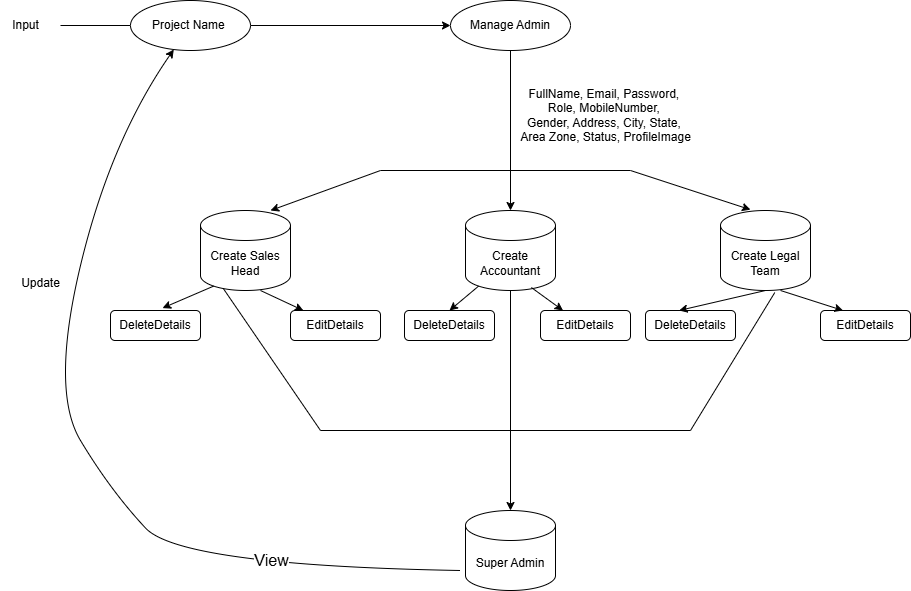 Input
Project Name
Manage Admin
FullName, Email, Password,
Role, MobileNumber,
Gender, Address, City, State,
Area Zone, Status, ProfileImage
Create Sales
Head
Create
Accountant
Create Legal
Team
Update
DeleteDetails
EditDetails
DeleteDetails
EditDetails
DeleteDetails
EditDetails
View
Super Admin